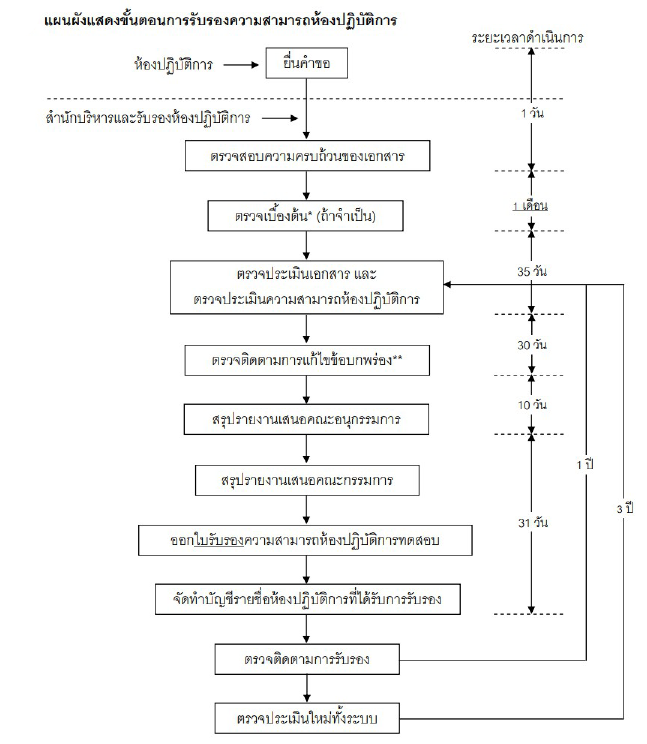 แผนผังแสดงขั้นตอนการรับรองความสามารถห้องปฏิบัติการ
ระยะเวลาดำเนินการ
ห้องปฏิบัติการ
ยื่นคำขอ
สำนักบริหารและรับรองห้องปฏิบัติการ
1 วัน
ตรวจสอบความครบถ้วนของเอกสาร
ตรวจเบื้องต้น* (ถ้าจำเป็น)
1 เดือน
ตรวจประเมินเอกสาร และ
ตรวจประเมินความสามารถห้องปฏิบัติการ
35 วัน
ตรวจติดตามการแก้ไขข้อบกพร่อง**
30 วัน
สรุปรายงานเสนอคณะอนุกรรมการ
10 วัน
สรุปรายงานเสนอคณะกรรมการ
1 ปี
3 ปี
31 วัน
ออกใบรับรองความสามารถห้องปฏิบัติการทดสอบ
จัดทำบัญชีรายชื่อห้องปฏิบัติการที่ได้รับการรับรอง
ตรวจติดตามการรับรอง
ตรวจประเมินใหม่ทั้งระบบ